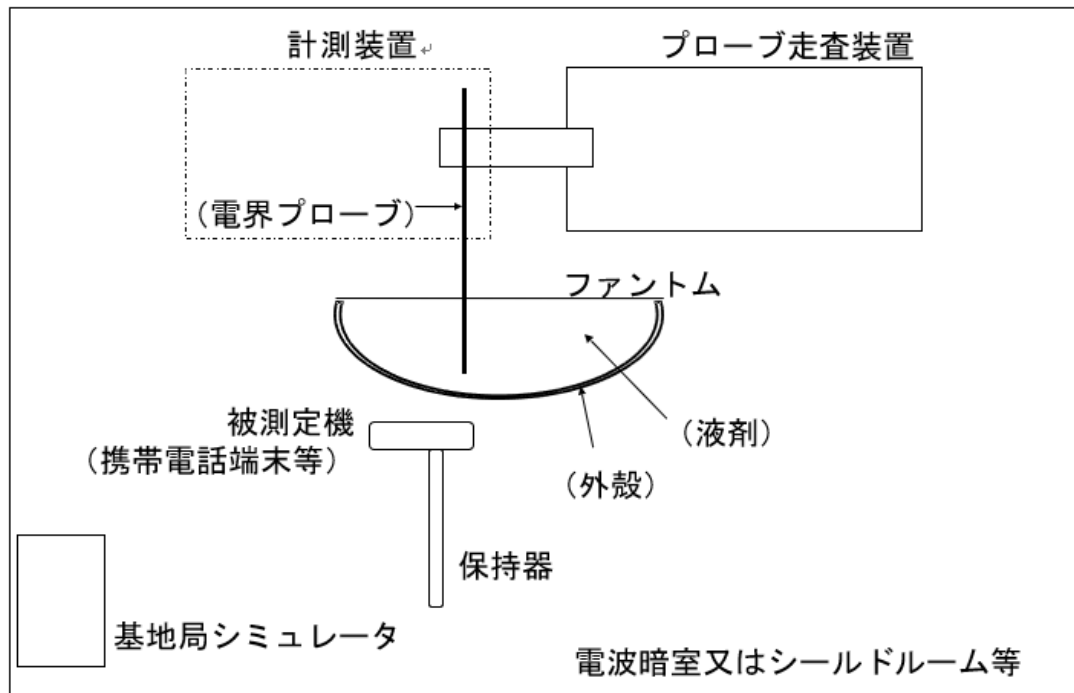 計測装置↵
プローブ走査装置
（電界プローブ）
ファントム
被測定機
（携帯電話端末等）
（液剤）
（外殻）
保持器
基地局シミュレータ
電波暗室又はシールドルーム等